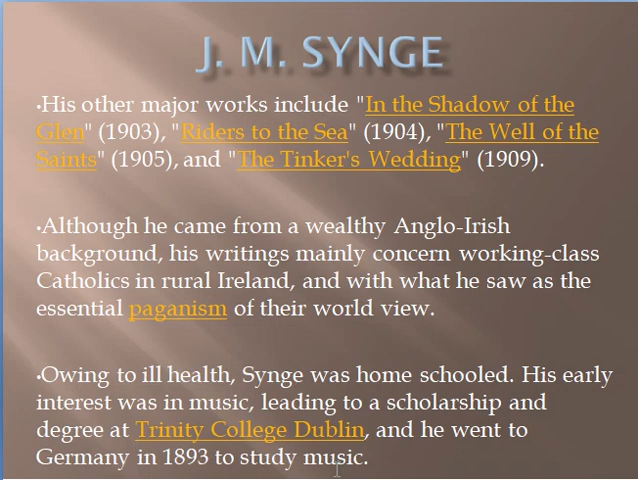 J. M. SYNGE
•His other major works include "In the Shadow of the
Glen" (1903), "Riders to the Sea" (1904), "The Well of the
Saints" (1905), and "The Tinker's Wedding" (1909).
•Although he came from a wealthy Anglo-Irish
background, his writings mainly concern working-class
Catholics in rural Ireland, and with what he saw as the
essential paganism of their world view.
•Owing to ill health, Synge was home schooled. His early
interest was in music, leading to a scholarship and
degree at Trinity College Dublin, and he went to
Germany in 1893 to study music.